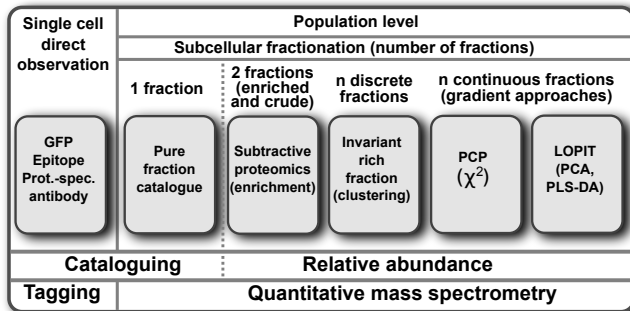 Single cell
direct
observation
Population level
Subcellular fractionation (number of fractions)
1 fraction
2 fractions
(enriched
and crude)
n discrete
fractions
n continuous fractions
(gradient approaches)
GFP
Epitope
Prot.-spec.
antibody
Pure
fraction
catalogue
Subtractive
proteomics
(enrichment)
Invariant
rich
fraction
(clustering)
PCP
(χ²)
LOPIT
(PCA,
PLS-DA)
Cataloguing
Relative abundance
Tagging
Quantitative mass spectrometry